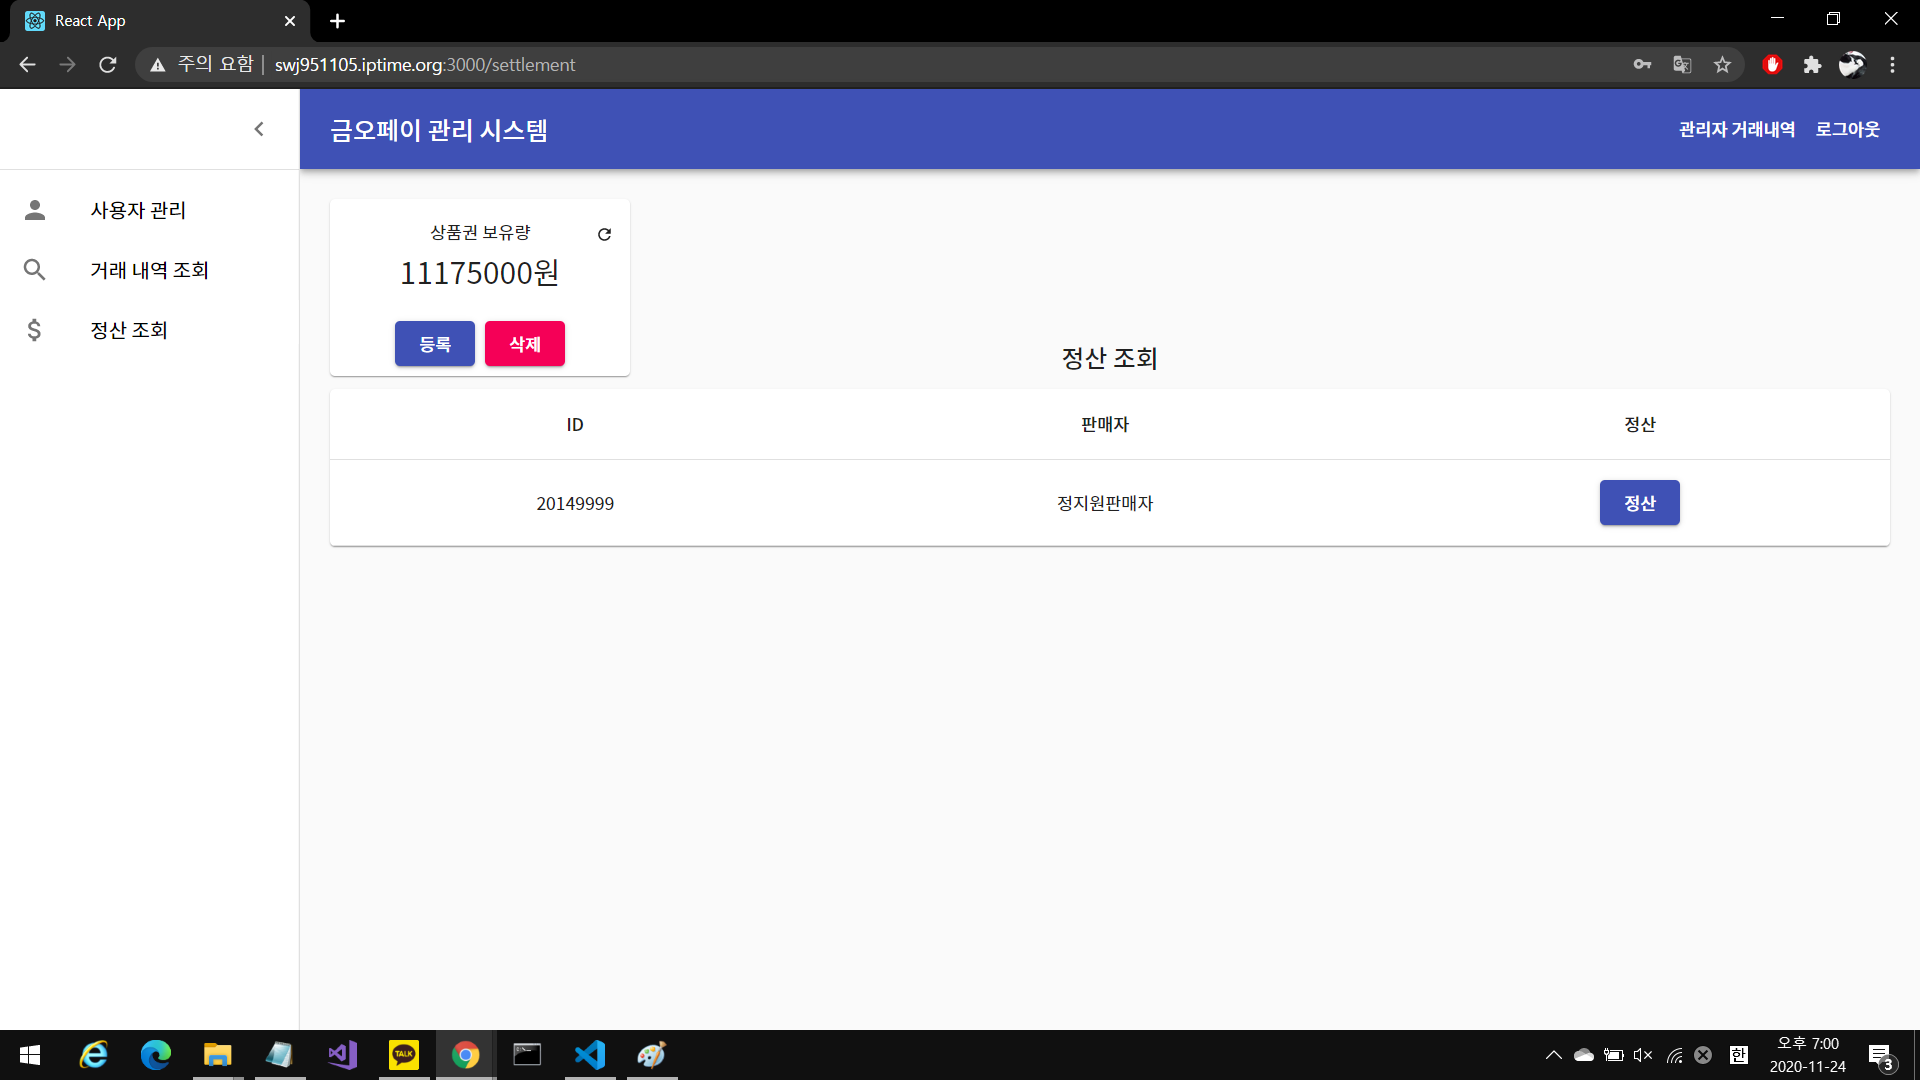 React App
주의 요함 | swj951105.iptime.org:3000/settlement
금오페이 관리 시스템
관리자 거래내역 로그아웃
사용자 관리
거래 내역 조회
정산 조회
상품권 보유량
11175000원
등록 삭제
정산 조회
ID 판매자 정산
20149999 정지원판매자 정산
TALK
한
오후 7:00
2020-11-24
3